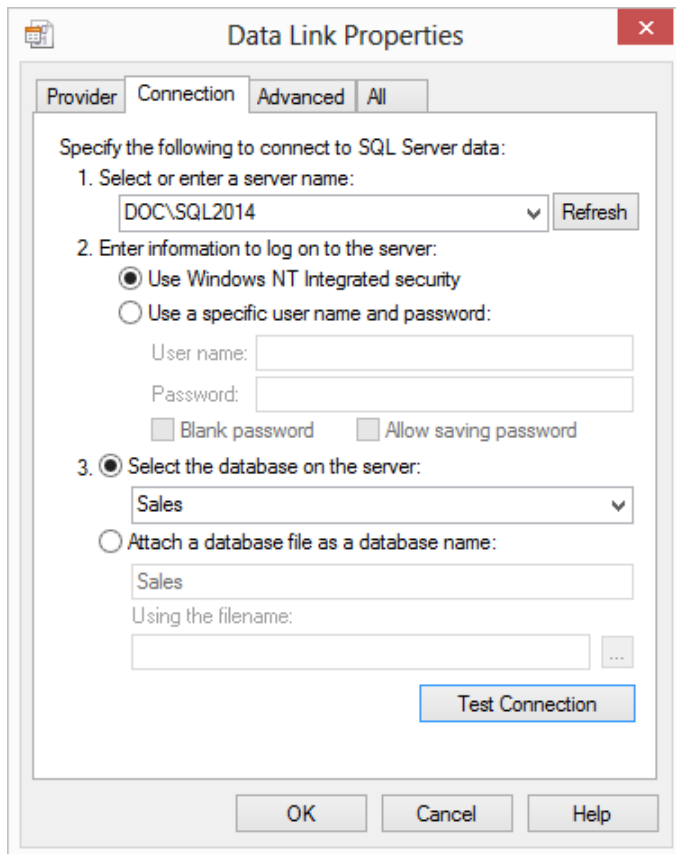 Data Link Properties
Provider Connection Advanced All
Specify the following to connect to SQL Server data:
1. Select or enter a server name:
DOC\SQL2014 Refresh
2. Enter information to log on to the server:
Use Windows NT Integrated security
Use a specific user name and password:
User name:
Password:
Blank password Allow saving password
3. Select the database on the server:
Sales
Attach a database file as a database name:
Sales
Using the filename:
...
Test Connection
OK Cancel Help